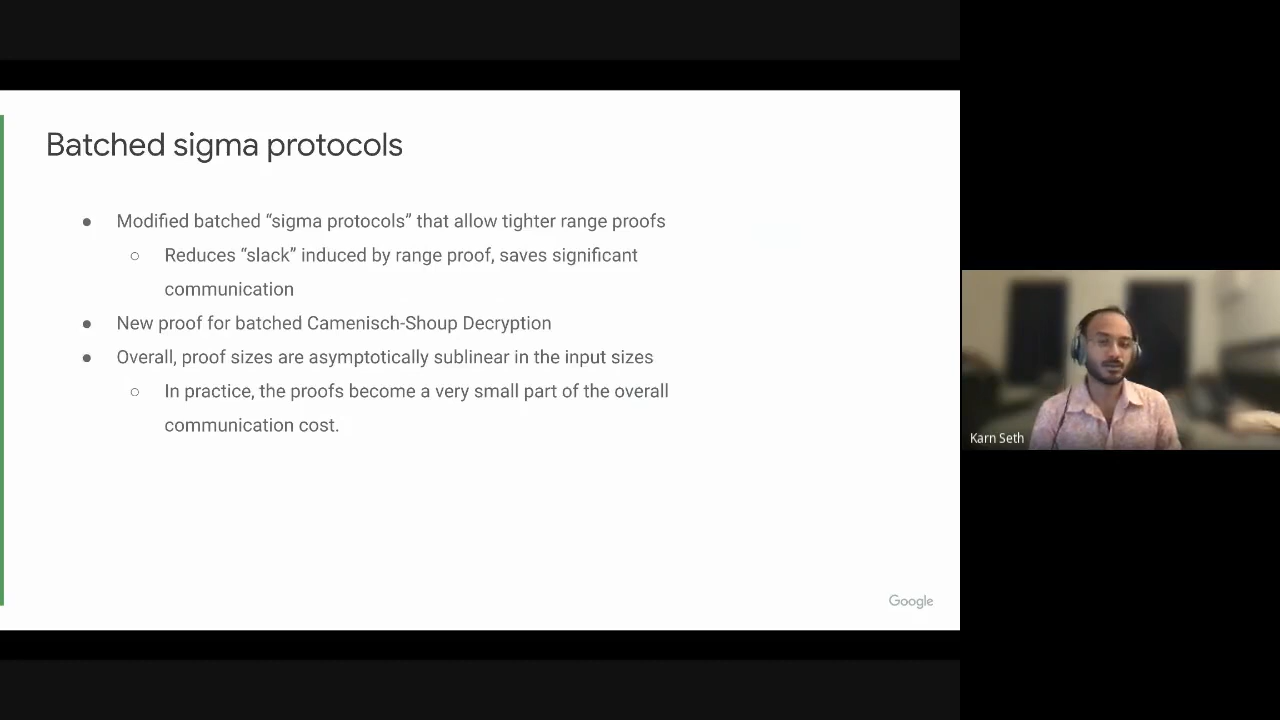 Batched sigma protocols
● Modified batched “sigma protocols” that allow tighter range proofs
○ Reduces “slack” induced by range proof, saves significant
communication
● New proof for batched Camenisch-Shoup Decryption
● Overall, proof sizes are asymptotically sublinear in the input sizes
○ In practice, the proofs become a very small part of the overall
communication cost.
Karn Seth
Google